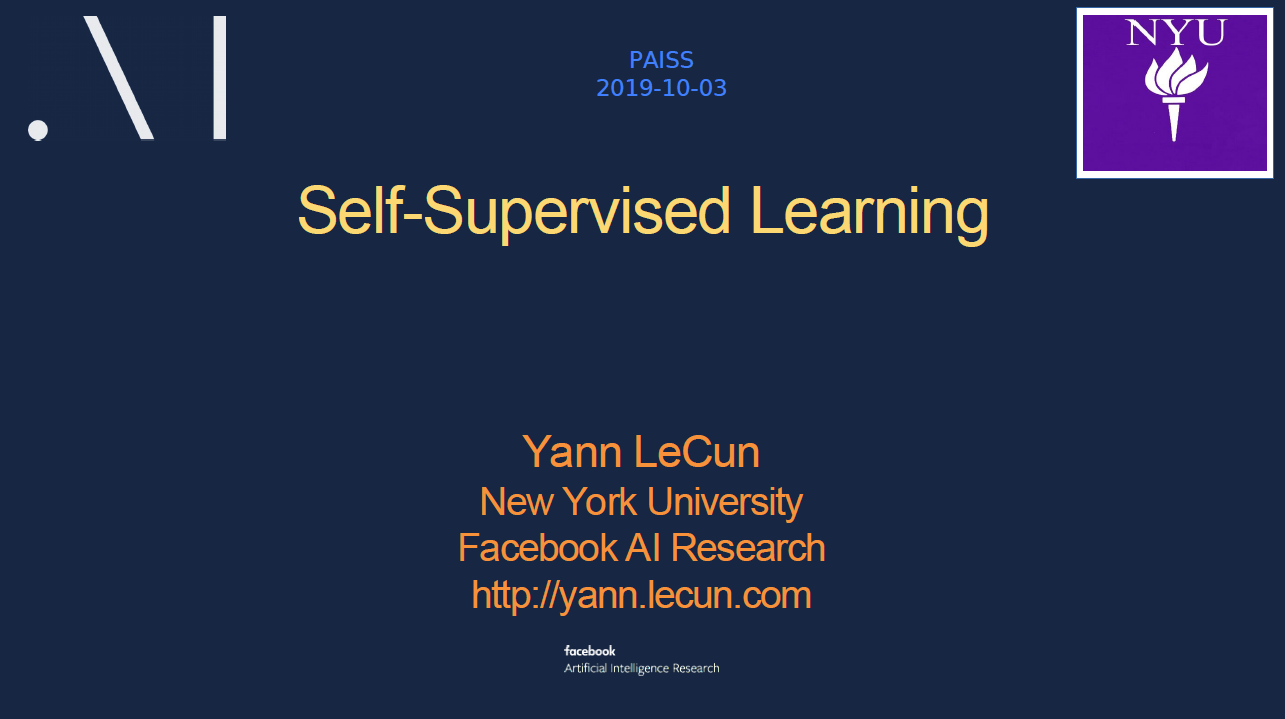 .\I
PAISS
2019-10-03
NYU
Self-Supervised Learning
Yann LeCun
New York University
Facebook AI Research
http://yann.lecun.com
facebook
Artificial Intelligence Research